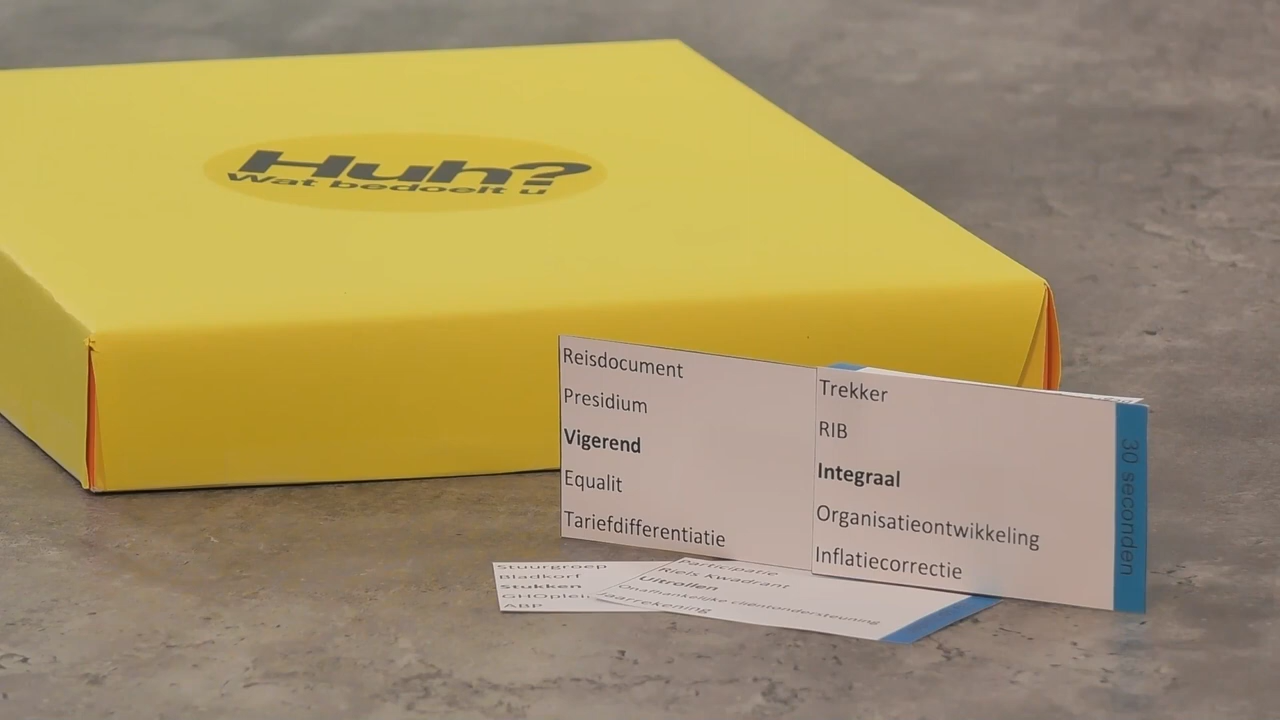 Huh?
Wat bedoelt u
Reisdocument
Presidium
Vigerend
Equalit
Tariefdifferentiatie
Trekker
RIB
Integraal
Organisatieontwikkeling
Inflatiecorrectie
30 seconden
Stuurgroep
Bladkorf
Stukken
ABP
Participatie
Riels Kwadrant
Uitrollen
cliëntondersteuning
Jaarrekening